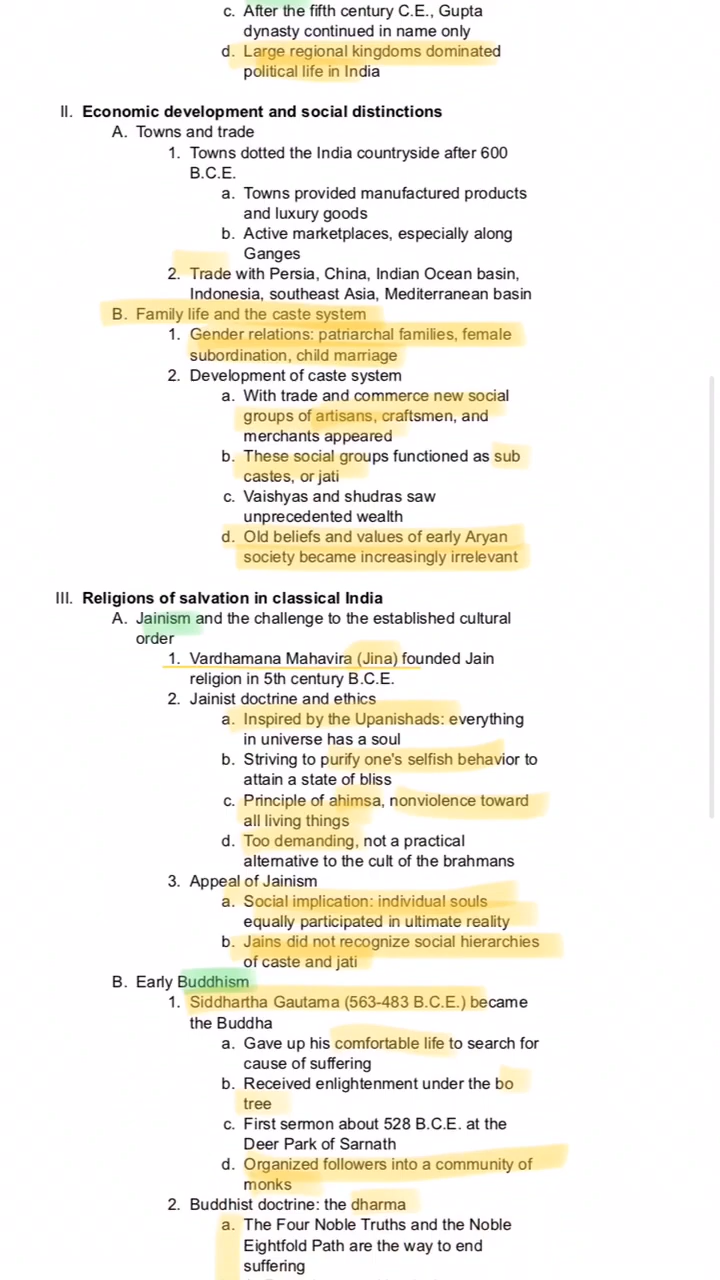 c. After the fifth century C.E., Gupta
dynasty continued in name only
d. Large regional kingdoms dominated
political life in India
II. Economic development and social distinctions
A. Towns and trade
1. Towns dotted the India countryside after 600
B.C.E.
a. Towns provided manufactured products
and luxury goods
b. Active marketplaces, especially along
Ganges
2. Trade with Persia, China, Indian Ocean basin,
Indonesia, southeast Asia, Mediterranean basin
B. Family life and the caste system
1. Gender relations: patriarchal families, female
subordination, child marriage
2. Development of caste system
a. With trade and commerce new social
groups of artisans, craftsmen, and
merchants appeared
b. These social groups functioned as sub
castes, or jati
c. Vaishyas and shudras saw
unprecedented wealth
d. Old beliefs and values of early Aryan
society became increasingly irrelevant
III. Religions of salvation in classical India
A. Jainism and the challenge to the established cultural
order
1. Vardhamana Mahavira (Jina) founded Jain
religion in 5th century B.C.E.
2. Jainist doctrine and ethics
a. Inspired by the Upanishads: everything
in universe has a soul
b. Striving to purify one's selfish behavior to
attain a state of bliss
c. Principle of ahimsa, nonviolence toward
all living things
d. Too demanding, not a practical
alternative to the cult of the brahmans
3. Appeal of Jainism
a. Social implication: individual souls
equally participated in ultimate reality
b. Jains did not recognize social hierarchies
of caste and jati
B. Early Buddhism
1. Siddhartha Gautama (563-483 B.C.E.) became
the Buddha
a. Gave up his comfortable life to search for
cause of suffering
b. Received enlightenment under the bo
tree
c. First sermon about 528 B.C.E. at the
Deer Park of Sarnath
d. Organized followers into a community of
monks
2. Buddhist doctrine: the dharma
a. The Four Noble Truths and the Noble
Eightfold Path are the way to end
suffering